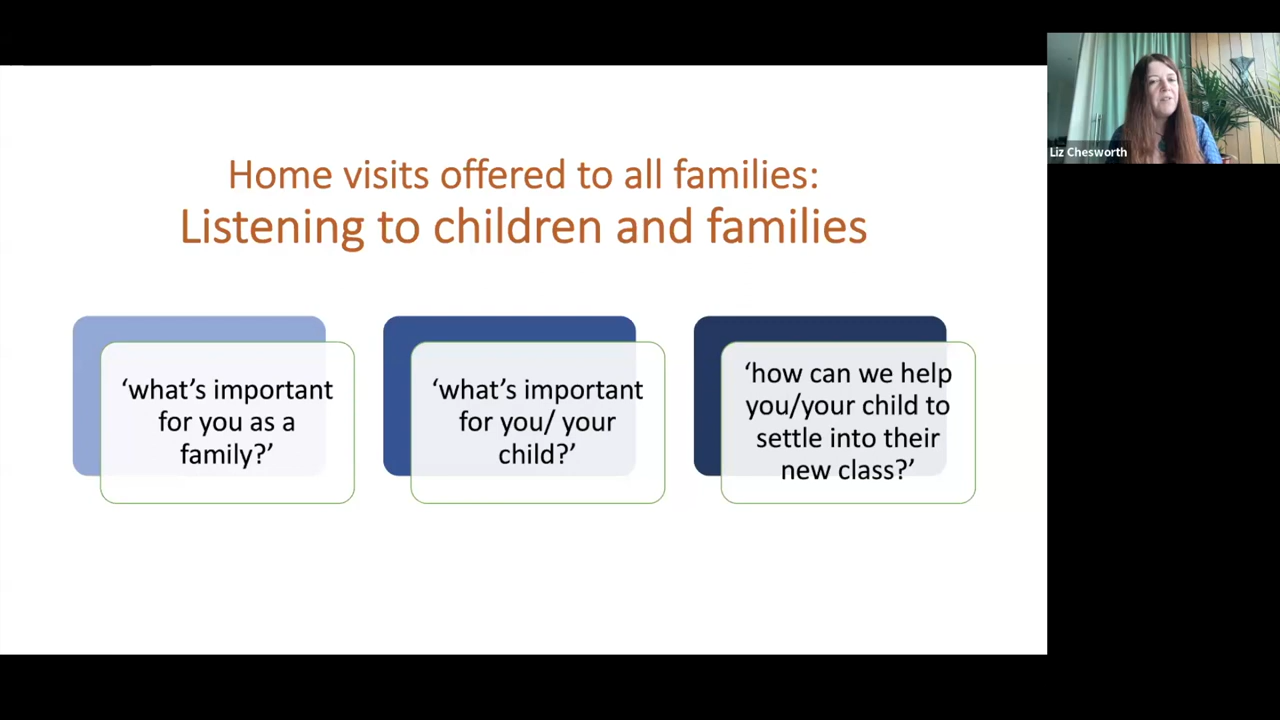 Home visits offered to all families:
Listening to children and families
‘what’s important
for you as a
family?’
‘what’s important
for you/ your
child?’
‘how can we help
you/your child to
settle into their
new class?’
Liz Chesworth